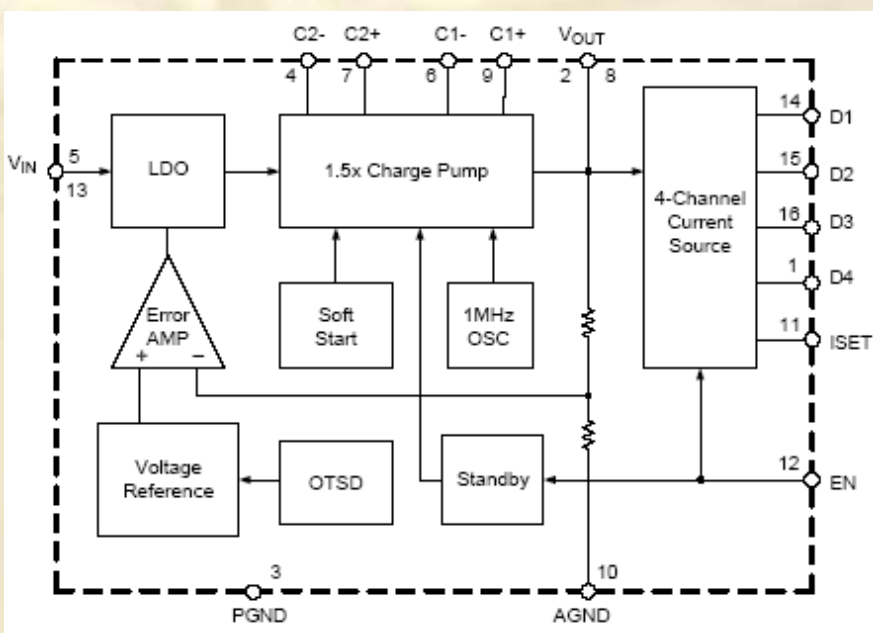 C2- C2+ C1- C1+ VOUT
4 7 6 9 2 8
VIN
5
13
LDO
1.5x Charge Pump
4-Channel
Current
Source
14
D1
15
D2
16
D3
1
D4
11
ISET
Error
AMP
+ −
Soft
Start
1MHz
OSC
Voltage
Reference
OTSD
Standby
12
EN
3
PGND
10
AGND